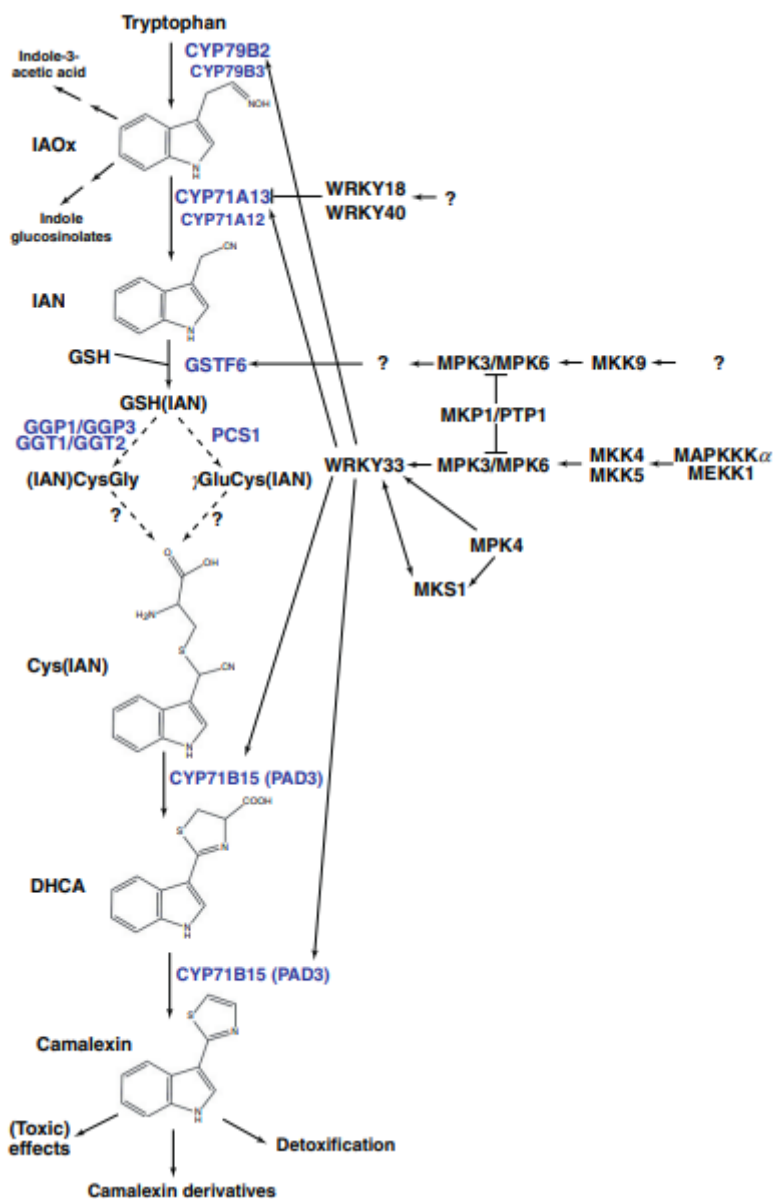 Tryptophan
CYP79B2
CYP79B3
Indole-3-
acetic acid
NOH
IAOx
N
H
CYP71A13
CYP71A12
WRKY18
WRKY40
?
Indole
glucosinolates
CN
IAN
N
H
GSH
GSTF6
?
MPK3/MPK6
MKK9
?
GSH(IAN)
GGP1/GGP3
GGT1/GGT2
PCS1
MKP1/PTP1
(IAN)CysGly
γGluCys(IAN)
WRKY33
MPK3/MPK6
MKK4
MKK5
MAPKKKα
MEKK1
?
?
MPK4
MKS1
O
OH
H₂N
S
CN
Cys(IAN)
N
H
CYP71B15 (PAD3)
COOH
S
N
DHCA
N
H
CYP71B15 (PAD3)
S
N
Camalexin
N
H
(Toxic)
effects
Detoxification
Camalexin derivatives